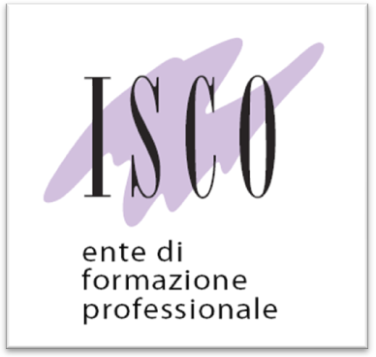 ISCO
ente di
formazione
professionale